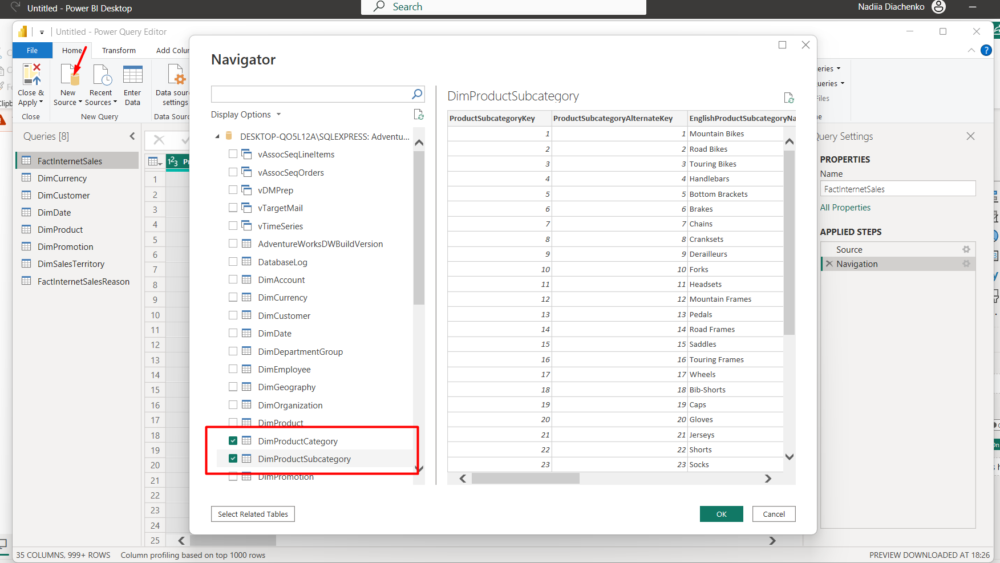 Untitled - Power BI Desktop
Search
Nadiia Diachenko
Untitled - Power Query Editor
File
Home
Transform
Add Colu
Close &
Apply
New
Source
Recent
Sources
Enter
Data
Data sour
settings
Close
New Query
Data Sour
Clipb
eries
ueries
Files
ne
Queries [8]
FactInternetSales
DimCurrency
DimCustomer
DimDate
DimProduct
DimPromotion
DimSalesTerritory
FactInternetSalesReason
1²3 P
1
2
3
4
5
6
7
8
9
10
11
12
13
14
15
16
17
18
19
20
21
22
23
24
25
Navigator
Display Options
DESKTOP-QO5L12A\SQLEXPRESS: Adventu...
vAssocSeqLineItems
vAssocSeqOrders
vDMPrep
vTargetMail
vTimeSeries
AdventureWorksDWBuildVersion
DatabaseLog
DimAccount
DimCurrency
DimCustomer
DimDate
DimDepartmentGroup
DimEmployee
DimGeography
DimOrganization
DimProduct
DimProductCategory
DimProductSubcategory
DimPromotion
Select Related Tables
DimProductSubcategory
ProductSubcategoryKey ProductSubcategoryAlternateKey EnglishProductSubcategoryNa
1 1 Mountain Bikes
2 2 Road Bikes
3 3 Touring Bikes
4 4 Handlebars
5 5 Bottom Brackets
6 6 Brakes
7 7 Chains
8 8 Cranksets
9 9 Derailleurs
10 10 Forks
11 11 Headsets
12 12 Mountain Frames
13 13 Pedals
14 14 Road Frames
15 15 Saddles
16 16 Touring Frames
17 17 Wheels
18 18 Bib-Shorts
19 19 Caps
20 20 Gloves
21 21 Jerseys
22 22 Shorts
23 23 Socks
OK
Cancel
Query Settings
PROPERTIES
Name
FactInternetSales
All Properties
APPLIED STEPS
Source
Navigation
35 COLUMNS, 999+ ROWS
Column profiling based on top 1000 rows
PREVIEW DOWNLOADED AT 18:26